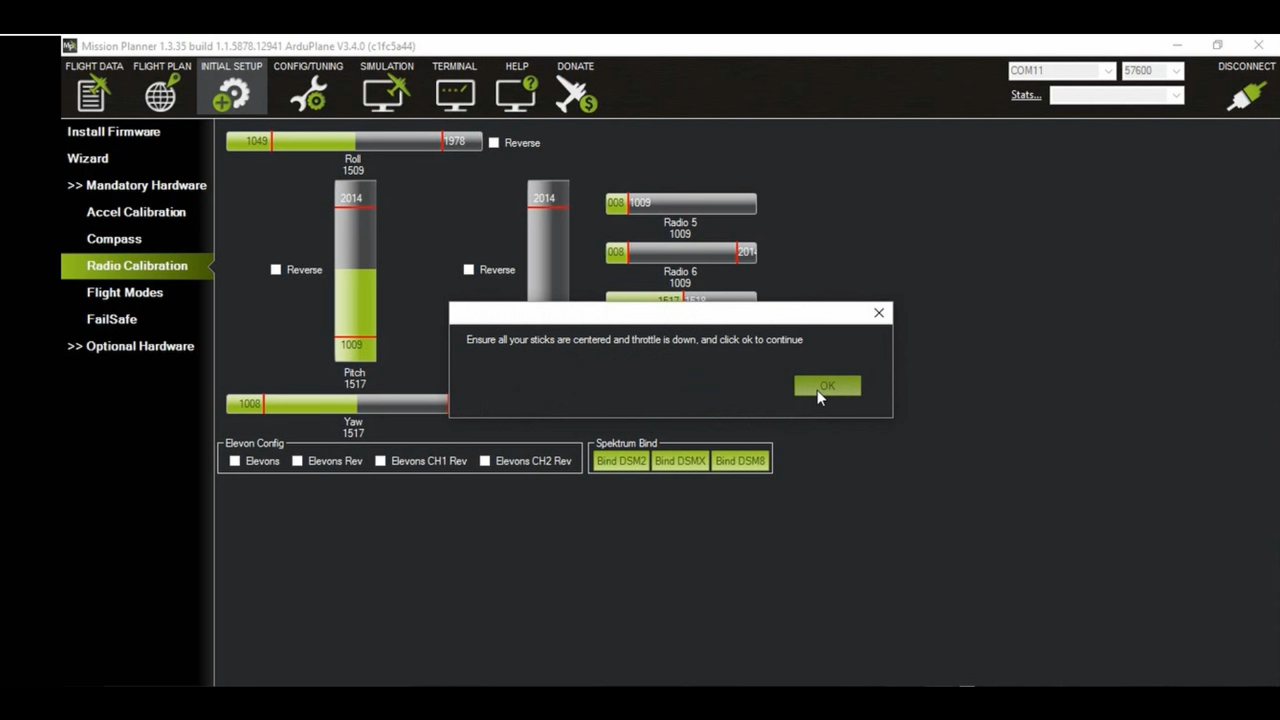 Mission Planner 1.3.35 build 1.1.5878.12941 ArduPlane V3.4.0 (c1fc5a44)
FLIGHT DATA FLIGHT PLAN INITIAL SETUP CONFIG/TUNING SIMULATION TERMINAL HELP DONATE
COM11 57600 DISCONNECT
Stats...
Install Firmware
Wizard
>> Mandatory Hardware
Accel Calibration
Compass
Radio Calibration
Flight Modes
FailSafe
>> Optional Hardware
1049 1978 Reverse
Roll
1509
2014 2014
008 1009
Radio 5
1009
008 201
Radio 6
1009
Reverse Reverse
1517 1518
Ensure all your sticks are centered and throttle is down, and click ok to continue
OK
1009
Pitch
1517
1008
Yaw
1517
Elevon Config
Elevons Elevons Rev Elevons CH1 Rev Elevons CH2 Rev
Spektrum Bind
Bind DSM2 Bind DSMX Bind DSM8